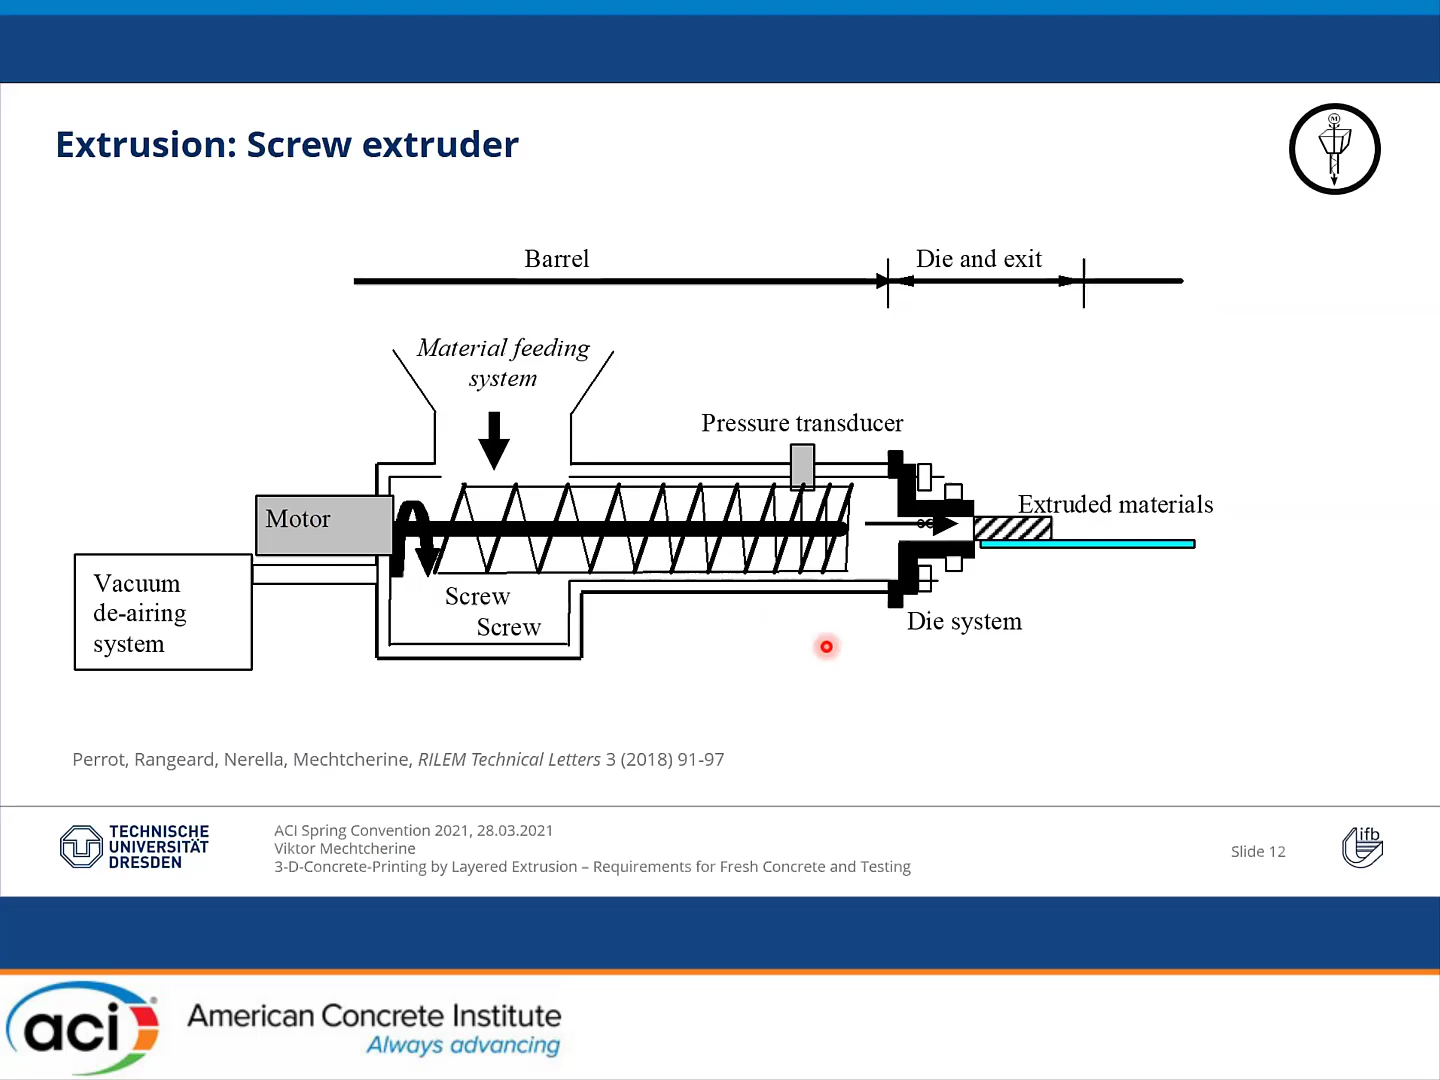 Extrusion: Screw extruder
M
Barrel
Die and exit
Material feeding
system
Pressure transducer
Motor
Extruded materials
Vacuum
de-airing
system
Screw
Screw
Die system
Perrot, Rangeard, Nerella, Mechtcherine, RILEM Technical Letters 3 (2018) 91-97
TECHNISCHE
UNIVERSITÄT
DRESDEN
ACI Spring Convention 2021, 28.03.2021
Viktor Mechtcherine
3-D-Concrete-Printing by Layered Extrusion – Requirements for Fresh Concrete and Testing
Slide 12
ifb
aci®
American Concrete Institute
Always advancing